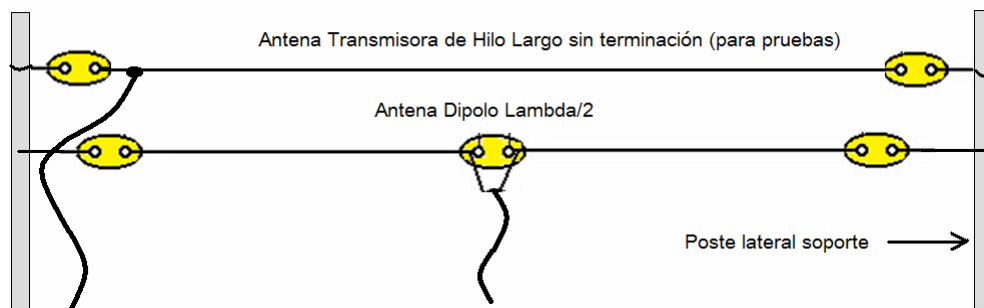 Antena Transmisora de Hilo Largo sin terminación (para pruebas)
Antena Dipolo Lambda/2
Poste lateral soporte